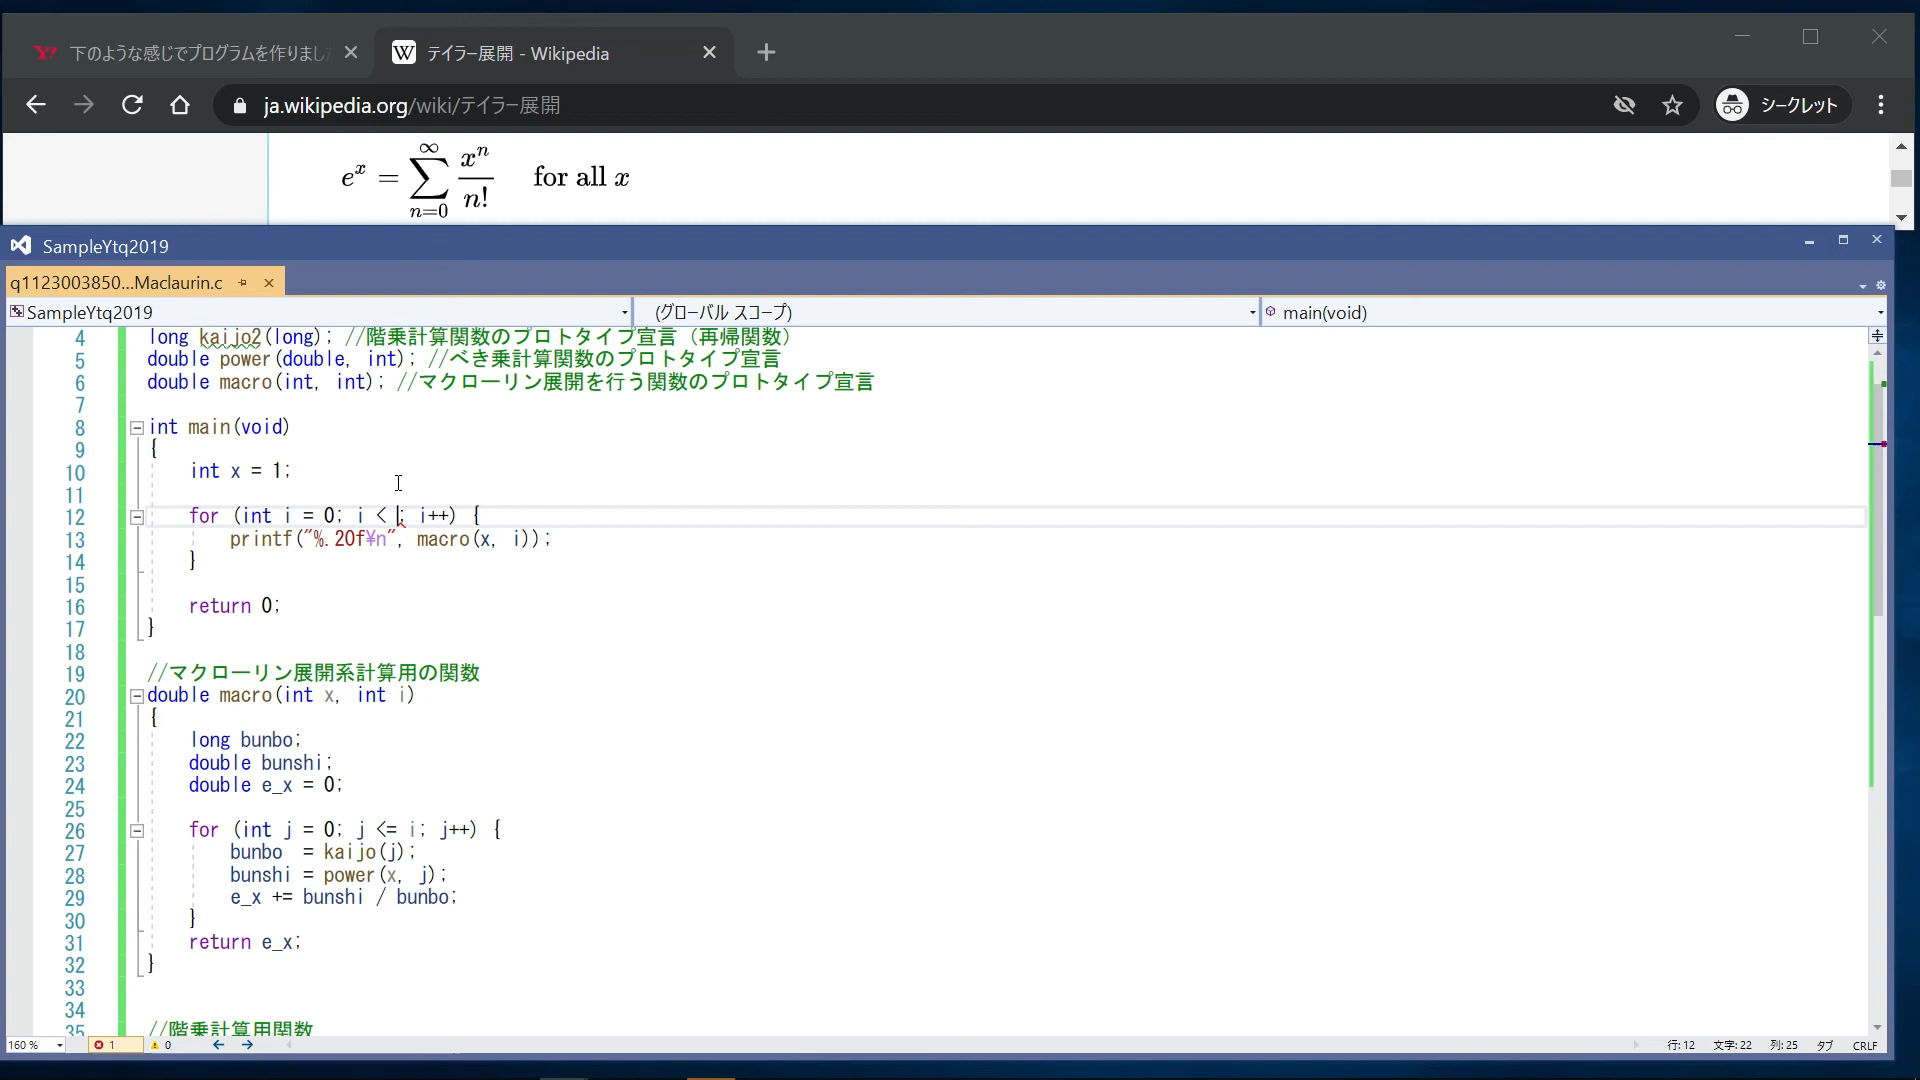 下のような感じでプログラムを作りまし
テイラー展開 - Wikipedia
ja.wikipedia.org/wiki/テイラー展開
シークレット
e^x = ∑_{n=0}^{∞} x^n / n! for all x
SampleYtq2019
q1123003850...Maclaurin.c
SampleYtq2019
(グローバル スコープ)
main(void)
4 long kaijo2(long); //階乗計算関数のプロトタイプ宣言（再帰関数）
5 double power(double, int); //べき乗計算関数のプロトタイプ宣言
6 double macro(int, int); //マクローリン展開を行う関数のプロトタイプ宣言
7
8 int main(void)
9 {
10 int x = 1;
11
12 for (int i = 0; i < ; i++) {
13 printf("%.20f¥n", macro(x, i));
14 }
15
16 return 0;
17 }
18
19 //マクローリン展開系計算用の関数
20 double macro(int x, int i)
21 {
22 long bunbo;
23 double bunshi;
24 double e_x = 0;
25
26 for (int j = 0; j <= i; j++) {
27 bunbo = kaijo(j);
28 bunshi = power(x, j);
29 e_x += bunshi / bunbo;
30 }
31 return e_x;
32 }
33
34
35 //階乗計算用関数
160 %
1
0
行: 12 文字: 22 列: 25 タブ CRLF